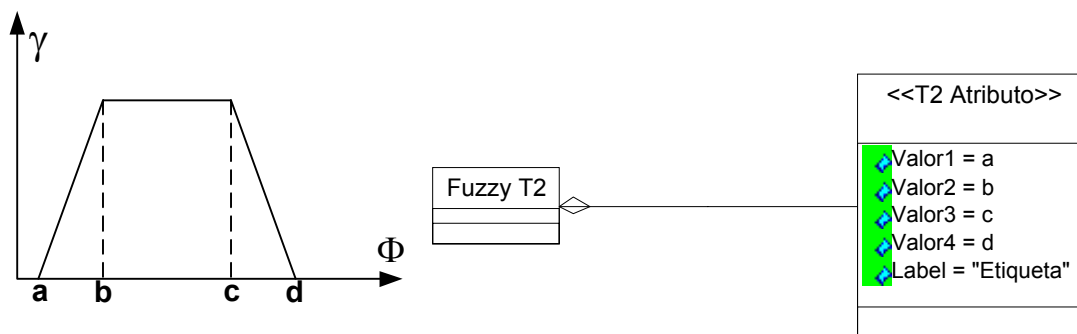 γ
Φ
a b c d
Fuzzy T2
<<T2 Atributo>>
Valor1 = a
Valor2 = b
Valor3 = c
Valor4 = d
Label = "Etiqueta"